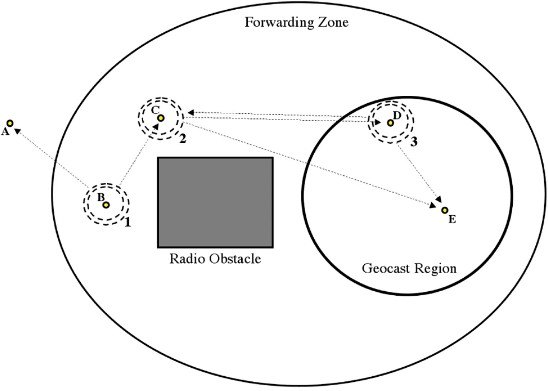 Forwarding Zone
C
D
A
2
3
B
1
E
Radio Obstacle
Geocast Region